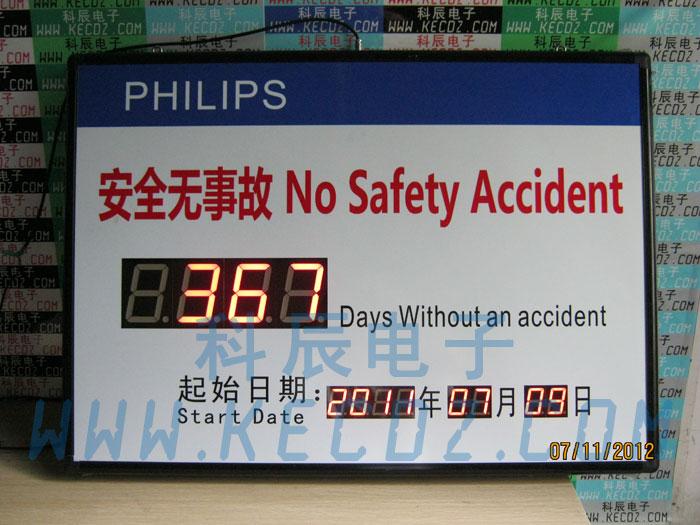 PHILIPS
安全无事故 No Safety Accident
367 Days Without an accident
起始日期: 2011年 07月 09日
Start Date
科辰电子
WWW.KECDZ.COM
07/11/2012